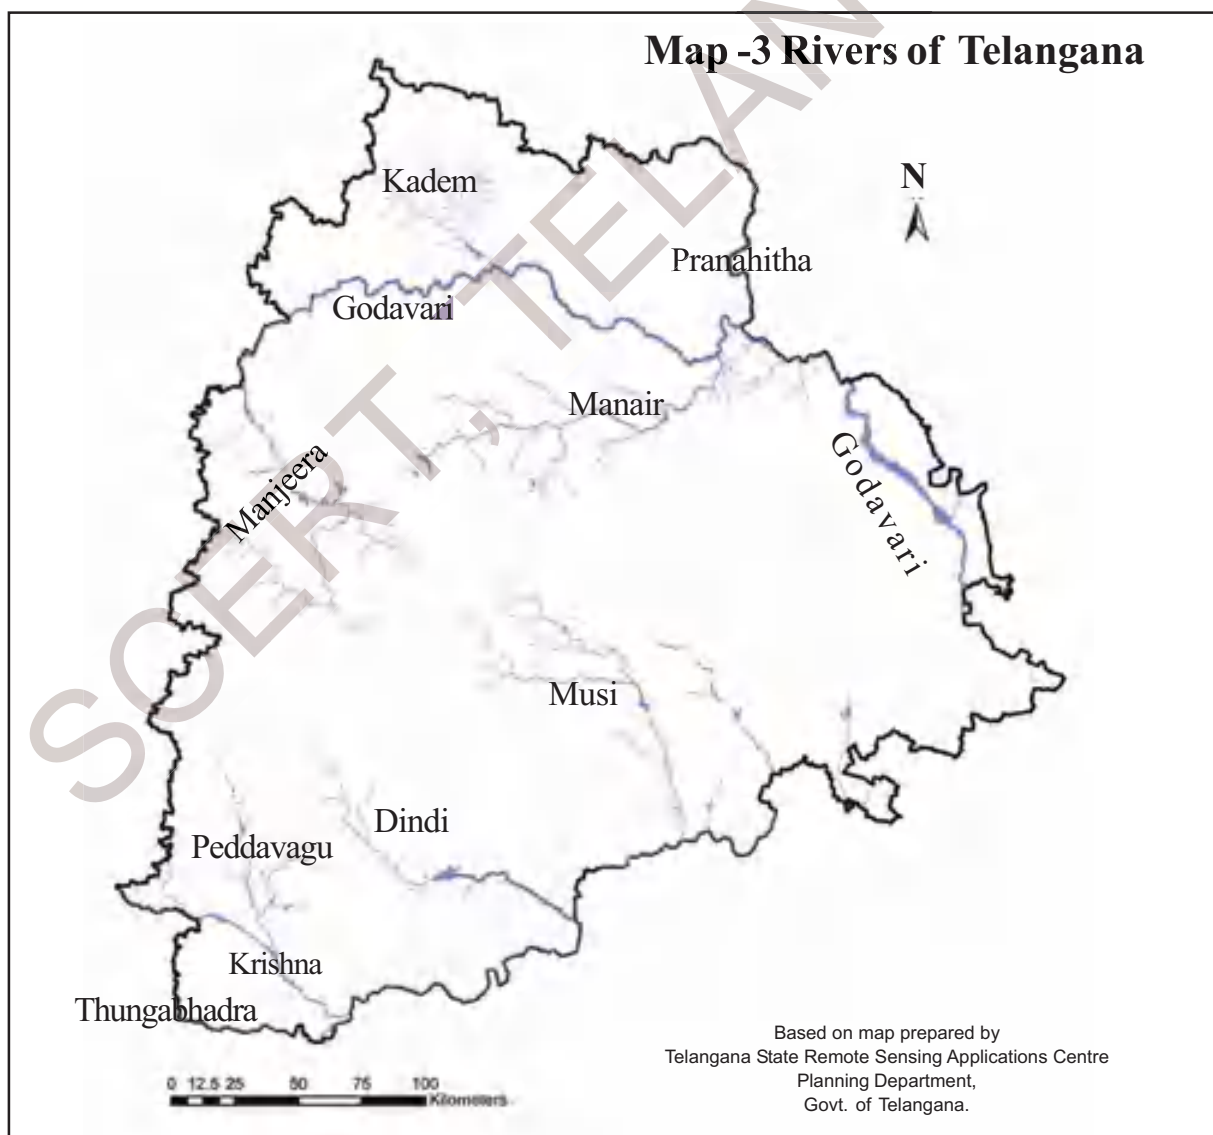 Map -3 Rivers of Telangana
N
Kadem
Pranahitha
Godavari
Manair
Godavari
Manjeera
Musi
Dindi
Peddavagu
Krishna
Thungabhadra
0 12.5 25 50 75 100
Kilometers
Based on map prepared by
Telangana State Remote Sensing Applications Centre
Planning Department,
Govt. of Telangana.
SCERT, TELAN